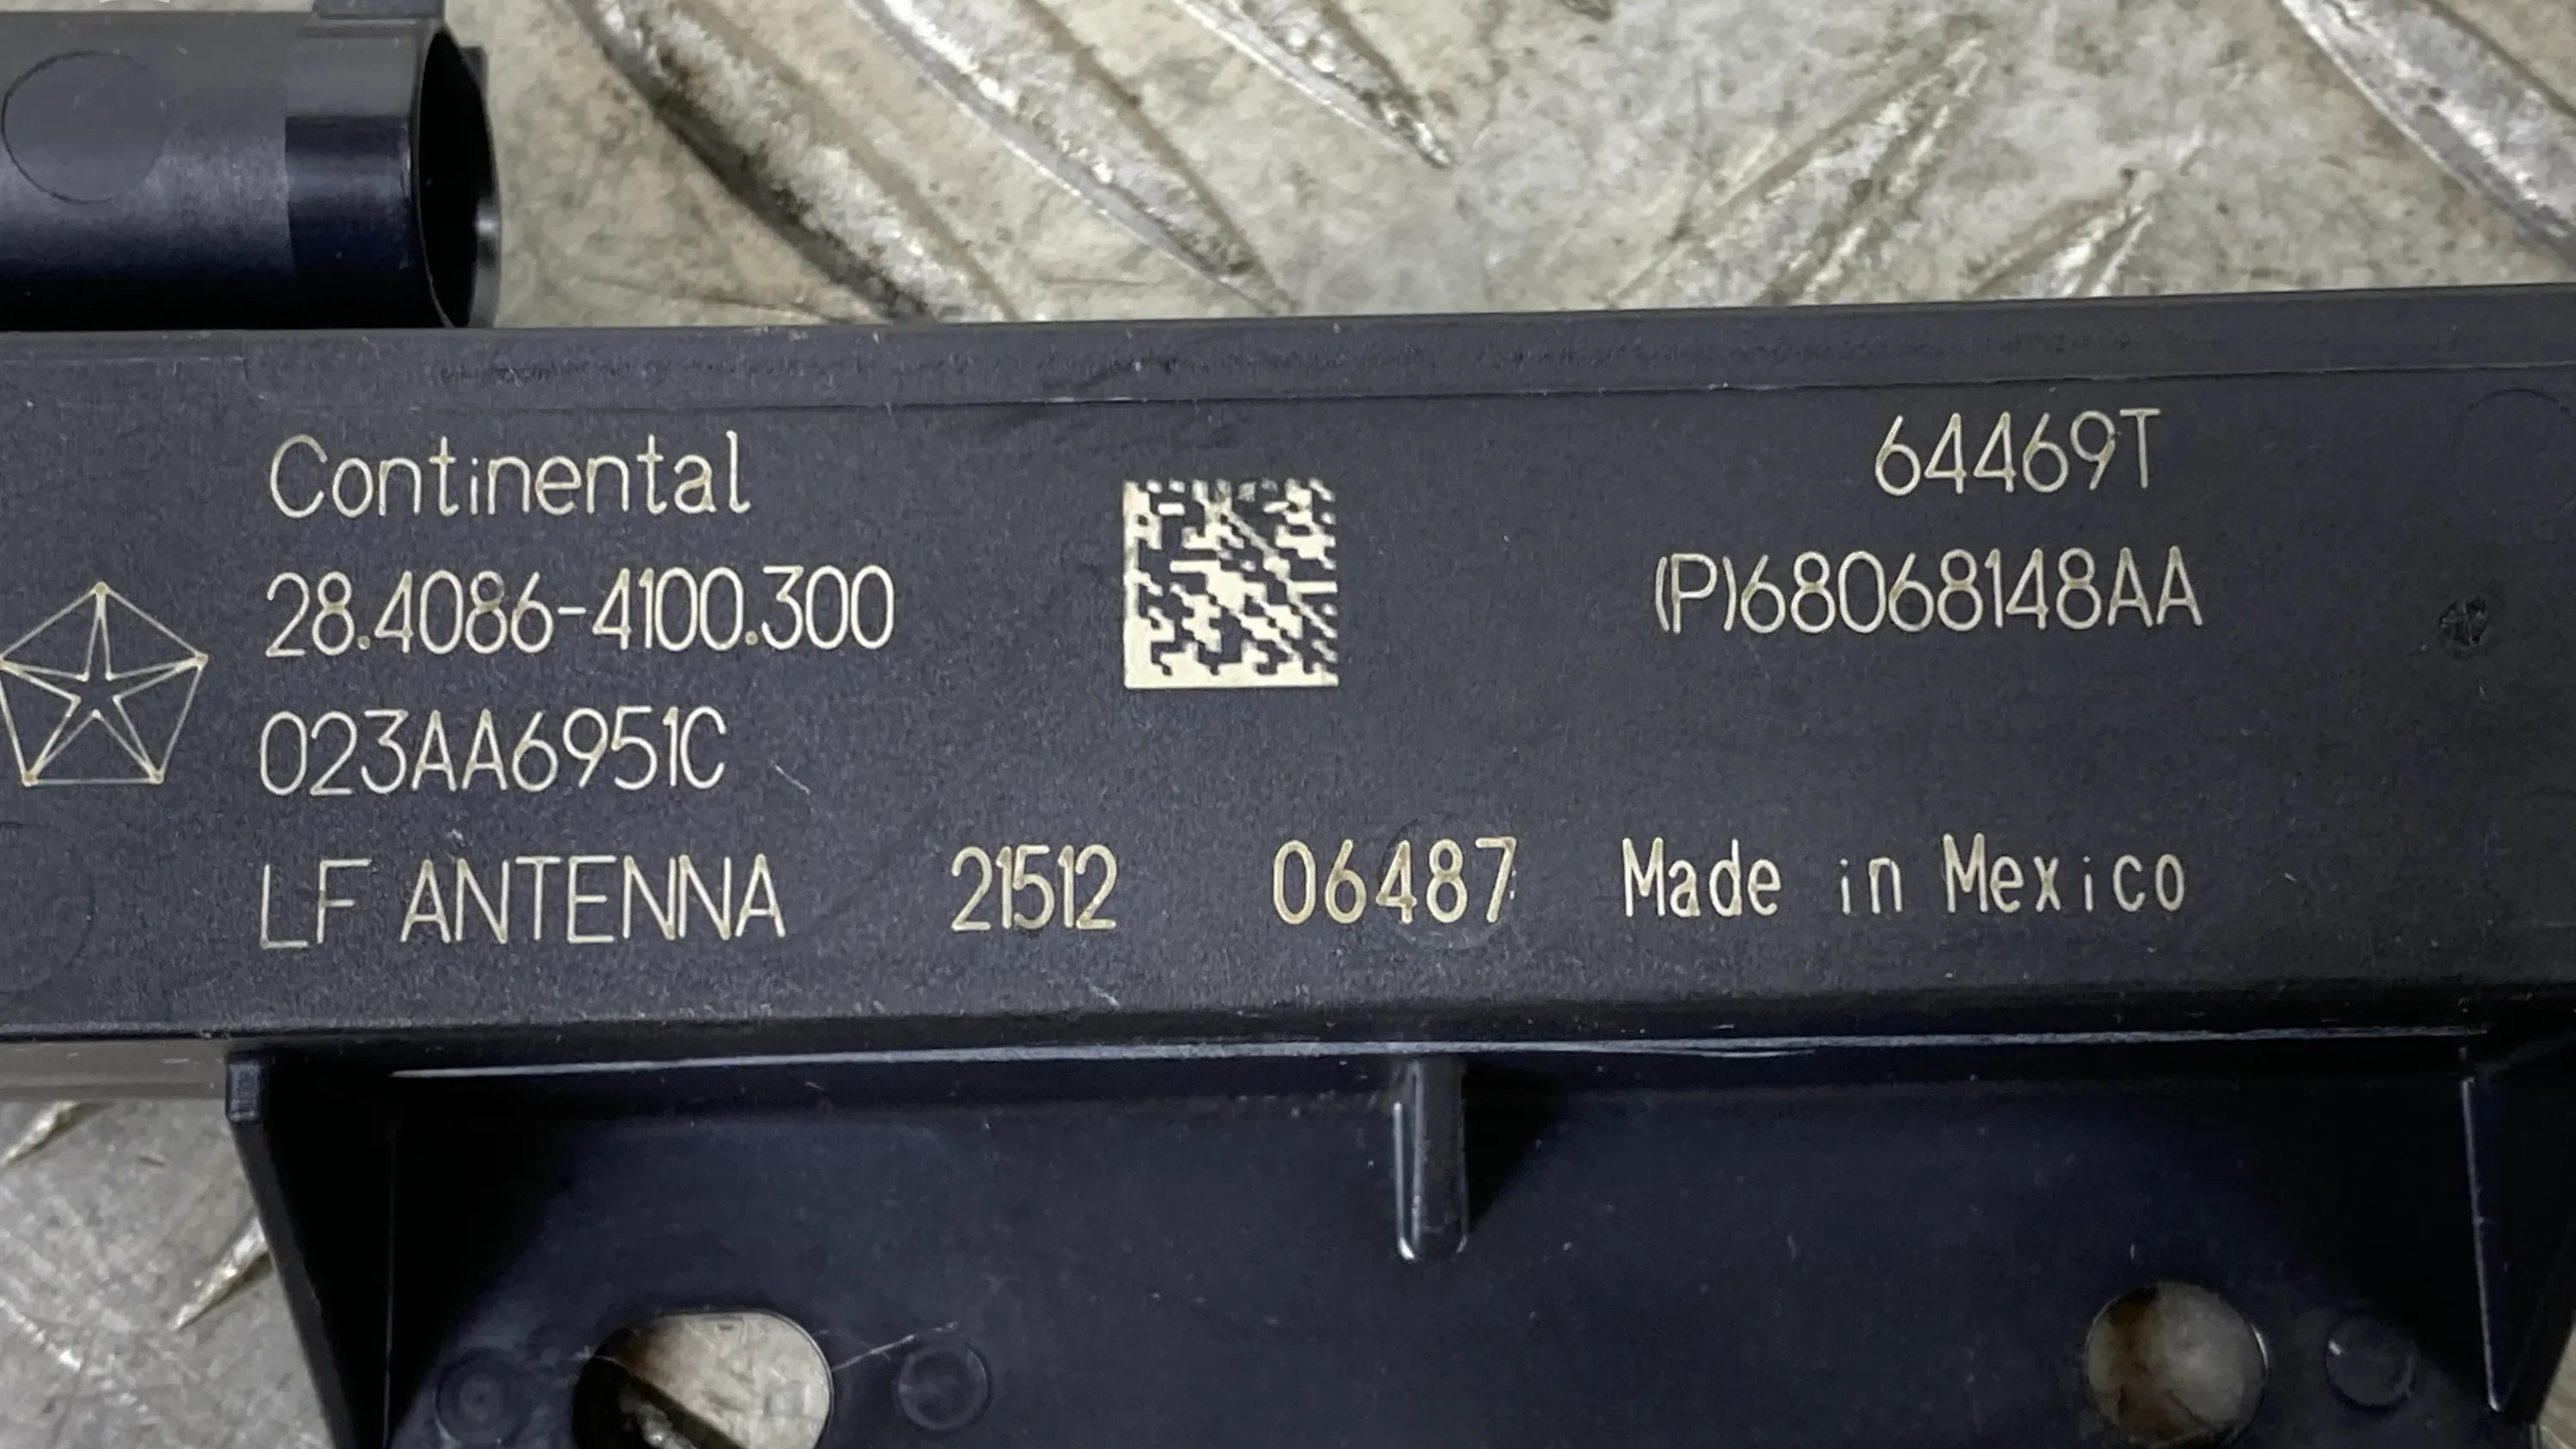 Continental
28.4086-4100.300
023AA6951C
LF ANTENNA 21512 06487 Made in Mexico
64469T
(P)68068148AA